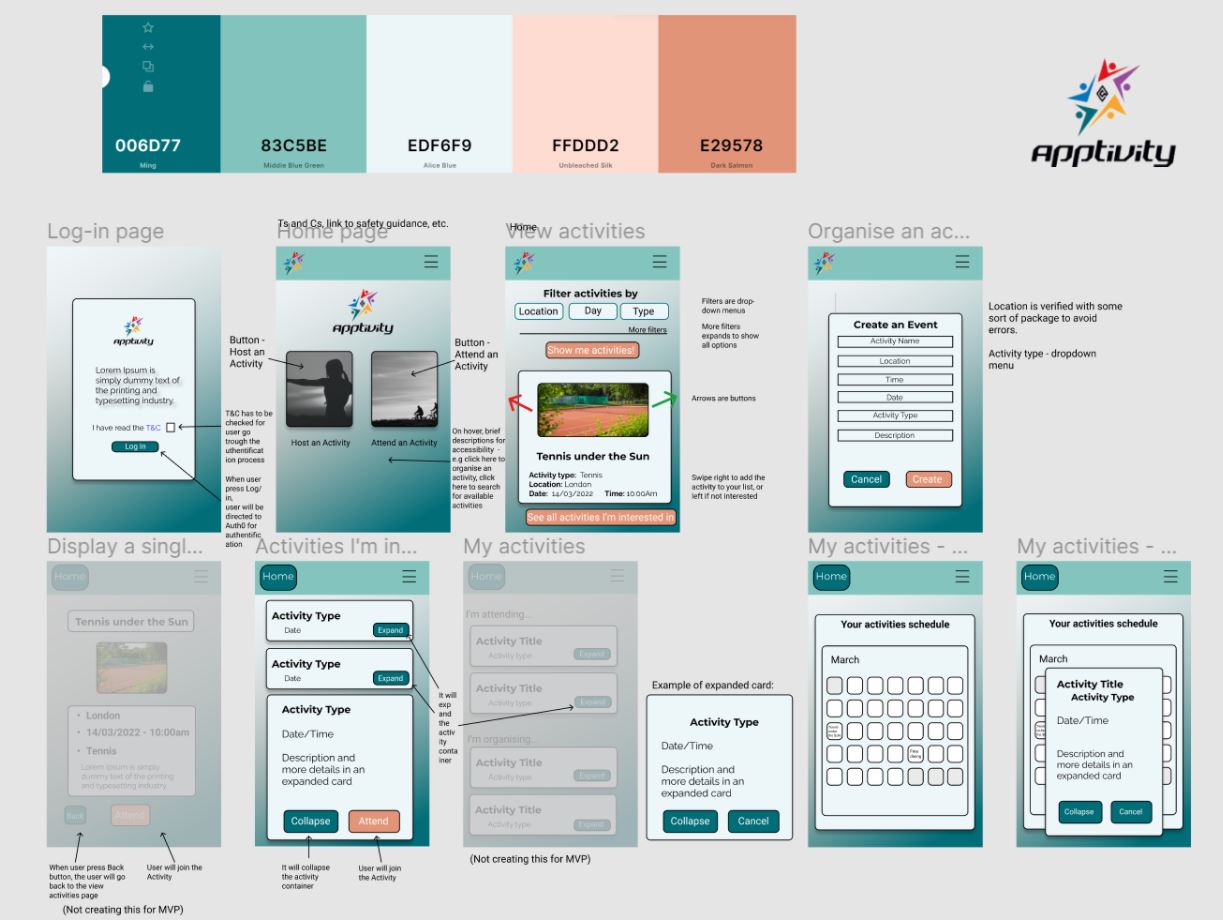 006D77
Ming
83C5BE
Middle Blue Green
EDF6F9
Alice Blue
FFDDD2
Unbleached Silk
E29578
Dark Salmon
apptivity
Log-in page
apptivity
Lorem Ipsum is
simply dummy text of
the printing and
typesetting industry.
I have read the T&C
Log In
T&C has to be
checked for
user go
trough the
uthentificat
ion process
When user
press Log/
in,
user will be
directed to
Auth0 for
authentific
ation
Ts and Cs, link to safety guidance, etc.
Home page
apptivity
Button -
Host an
Activity
Button -
Attend an
Activity
Host an Activity
Attend an Activity
On hover, brief
descriptions for
accessibility -
e.g click here to
organise an
activity, click
here to search
for available
activities
Home
View activities
Filter activities by
Location
Day
Type
More filters
Show me activities!
Tennis under the Sun
Activity type: Tennis
Location: London
Date: 14/03/2022 Time: 10:00Am
See all activities I'm interested in
Filters are drop-
down menus
More filters
expands to show
all options
Arrows are buttons
Swipe right to add the
activity to your list, or
left if not interested
Organise an ac...
Create an Event
Activity Name
Location
Time
Date
Activity Type
Description
Cancel
Create
Location is verified with some
sort of package to avoid
errors.
Activity type - dropdown
menu
Display a singl...
Home
Tennis under the Sun
• London
• 14/03/2022 - 10:00am
• Tennis
Lorem Ipsum is simply
dummy text of the printing
and typesetting industry
Back
Attend
When user press Back
button, the user will go
back to the view
activities page
User will join the
Activity
(Not creating this for MVP)
Activities I'm in...
Home
Activity Type
Date
Expand
Activity Type
Date
Expand
Activity Type
Date/Time
Description and
more details in an
expanded card
Collapse
Attend
It will collapse
the activity
container
User will join
the Activity
It will
exp
and
the
activ
ity
conta
iner
My activities
Home
I'm attending...
Activity Title
Activity type
Expand
Activity Title
Activity type
Expand
I'm organising...
Activity Title
Activity type
Expand
Activity Title
Activity type
Expand
(Not creating this for MVP)
Example of expanded card:
Activity Type
Date/Time
Description and
more details in an
expanded card
Collapse
Cancel
My activities - ...
Home
Your activities schedule
March
My activities - ...
Home
Your activities schedule
March
Activity Title
Activity Type
Date/Time
Description and
more details in an
expanded card
Collapse
Cancel